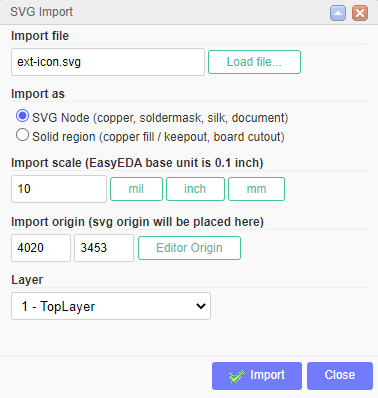 SVG Import
Import file
ext-icon.svg Load file...
Import as
SVG Node (copper, soldermask, silk, document)
Solid region (copper fill / keepout, board cutout)
Import scale (EasyEDA base unit is 0.1 inch)
10 mil inch mm
Import origin (svg origin will be placed here)
4020 3453 Editor Origin
Layer
1 - TopLayer
Import Close